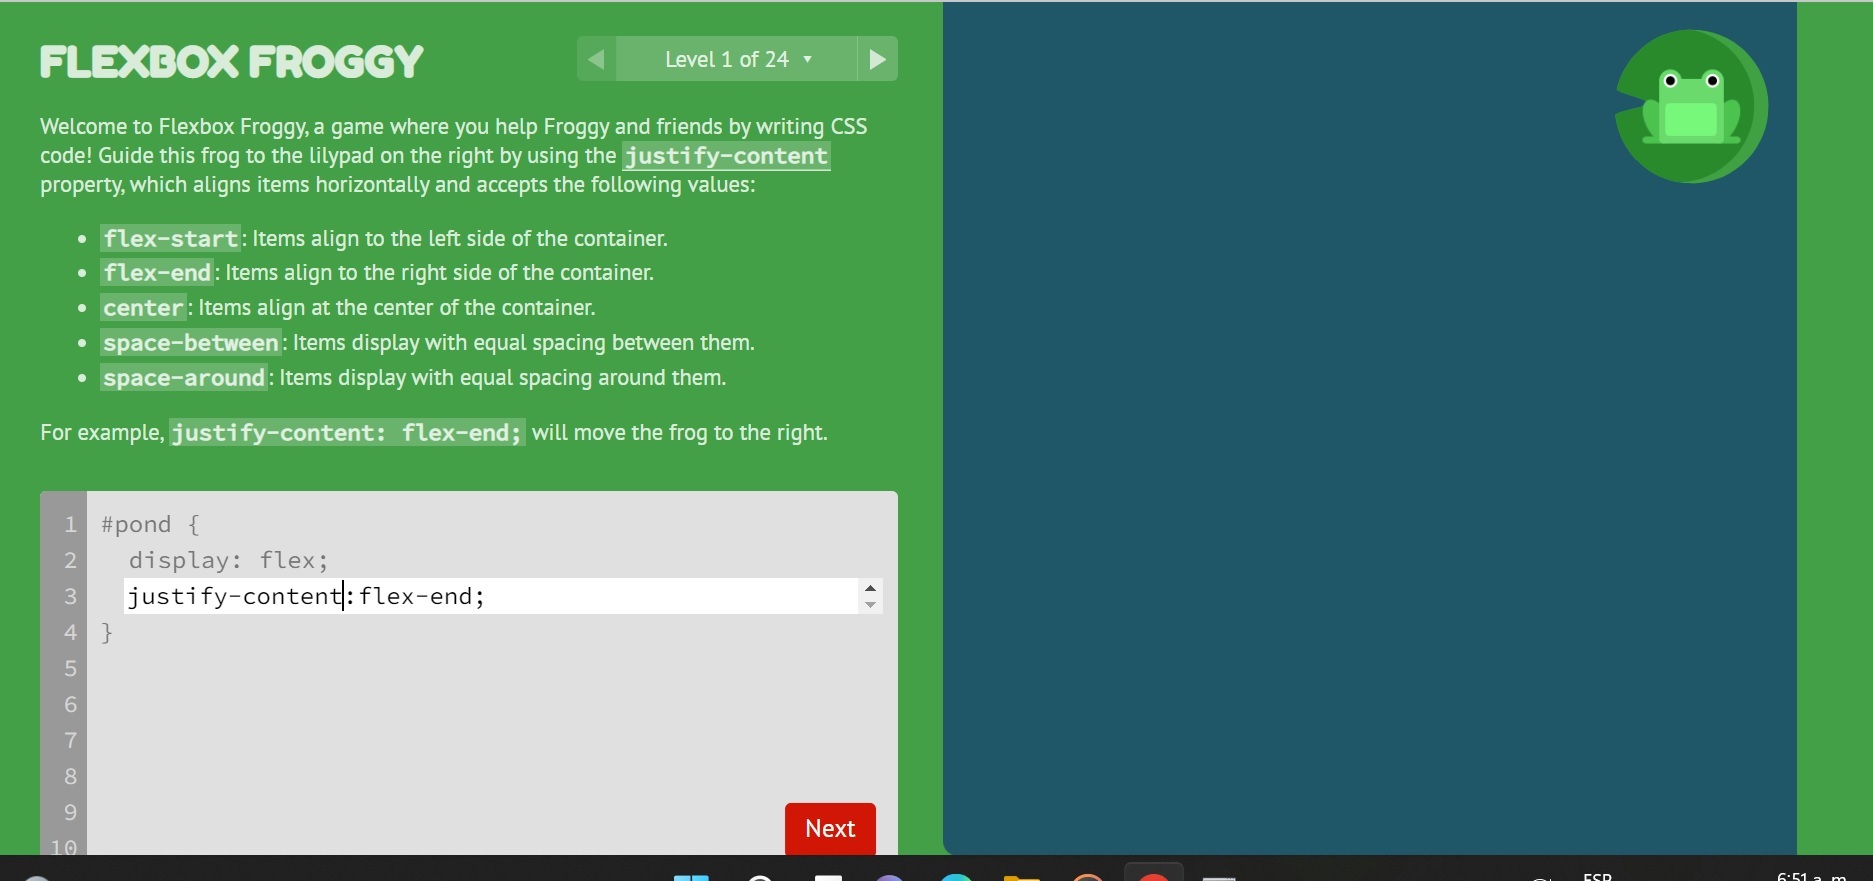 FLEXBOX FROGGY
Level 1 of 24
Welcome to Flexbox Froggy, a game where you help Froggy and friends by writing CSS
code! Guide this frog to the lilypad on the right by using the justify-content
property, which aligns items horizontally and accepts the following values:
• flex-start: Items align to the left side of the container.
• flex-end: Items align to the right side of the container.
• center: Items align at the center of the container.
• space-between: Items display with equal spacing between them.
• space-around: Items display with equal spacing around them.
For example, justify-content: flex-end; will move the frog to the right.
1 #pond {
2 display: flex;
3 justify-content:flex-end;
4 }
5
6
7
8
9
10
Next
ESP
6:51 a. m.